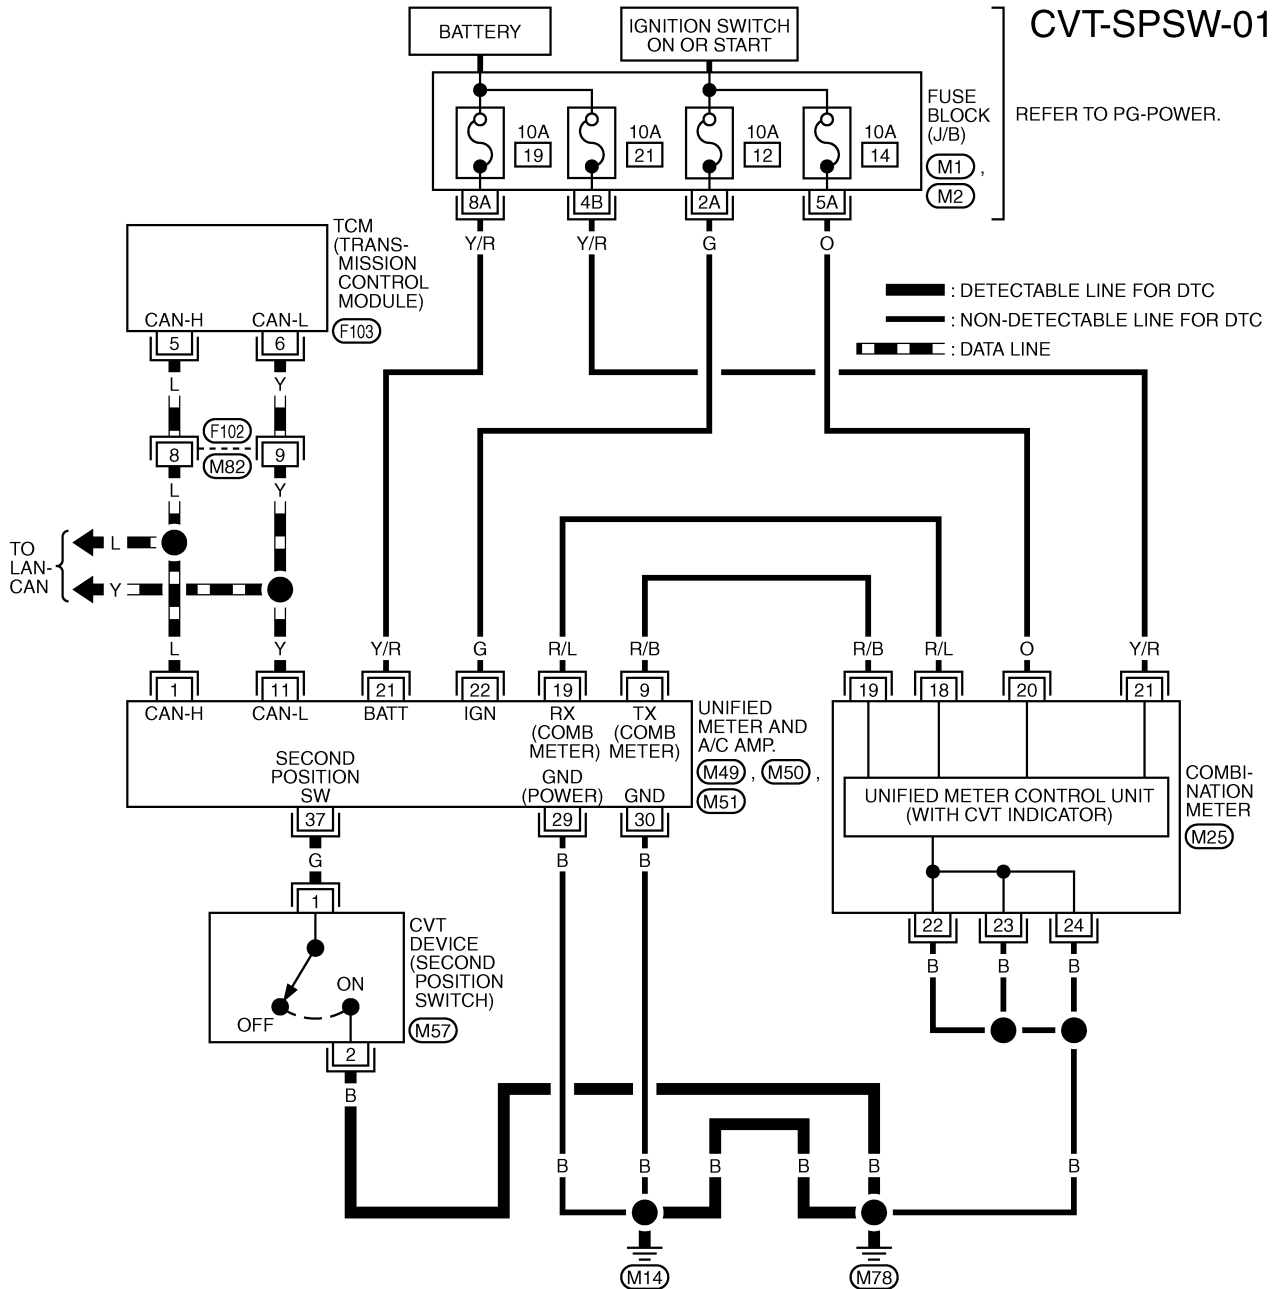 CVT-SPSW-01
BATTERY
IGNITION SWITCH
ON OR START
FUSE
BLOCK
(J/B)
REFER TO PG-POWER.
10A
19
10A
21
10A
12
10A
14
M1 ,
M2
8A
4B
2A
5A
Y/R
Y/R
G
O
TCM
(TRANS-
MISSION
CONTROL
MODULE)
F103
CAN-H
CAN-L
5
6
: DETECTABLE LINE FOR DTC
: NON-DETECTABLE LINE FOR DTC
: DATA LINE
L
Y
F102
8
9
M82
L
Y
TO
LAN-
CAN
L
Y
L
Y
Y/R
G
R/L
R/B
R/B
R/L
O
Y/R
1
11
21
22
19
9
19
18
20
21
CAN-H
CAN-L
BATT
IGN
RX
(COMB
METER)
TX
(COMB
METER)
UNIFIED
METER AND
A/C AMP.
M49 , M50 ,
M51
SECOND
POSITION
SW
GND
(POWER)
GND
37
29
30
UNIFIED METER CONTROL UNIT
(WITH CVT INDICATOR)
COMBI-
NATION
METER
M25
G
B
B
1
22
23
24
CVT
DEVICE
(SECOND
POSITION
SWITCH)
M57
ON
OFF
2
B
B
B
B
B
B
B
B
B
B
M14
M78